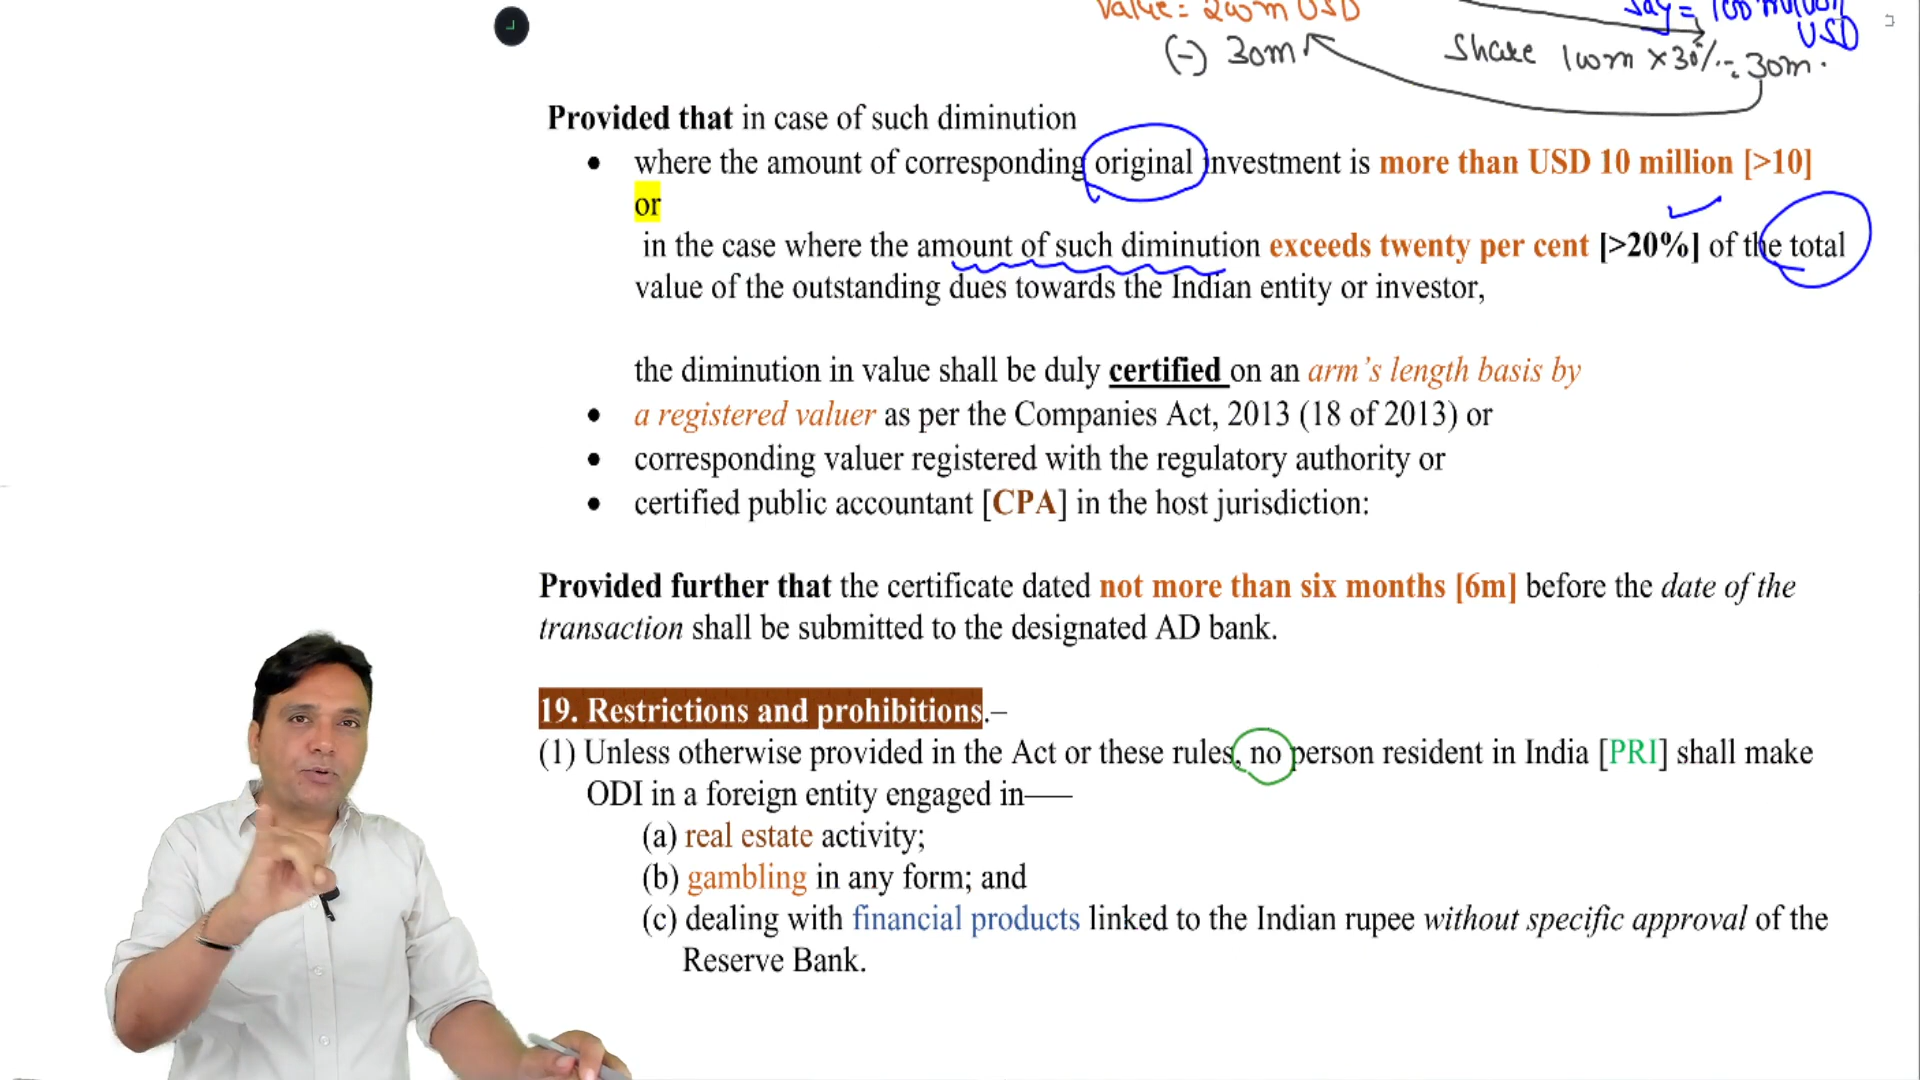 Value = 200m USD
Say = 100 million
USD
(-) 30m
Share 100m x 30% = 30m.
Provided that in case of such diminution
• where the amount of corresponding original investment is more than USD 10 million [>10]
or
in the case where the amount of such diminution exceeds twenty per cent [>20%] of the total
value of the outstanding dues towards the Indian entity or investor,
the diminution in value shall be duly certified on an arm’s length basis by
• a registered valuer as per the Companies Act, 2013 (18 of 2013) or
• corresponding valuer registered with the regulatory authority or
• certified public accountant [CPA] in the host jurisdiction:
Provided further that the certificate dated not more than six months [6m] before the date of the
transaction shall be submitted to the designated AD bank.
19. Restrictions and prohibitions.–
(1) Unless otherwise provided in the Act or these rules, no person resident in India [PRI] shall make
ODI in a foreign entity engaged in—–
(a) real estate activity;
(b) gambling in any form; and
(c) dealing with financial products linked to the Indian rupee without specific approval of the
Reserve Bank.